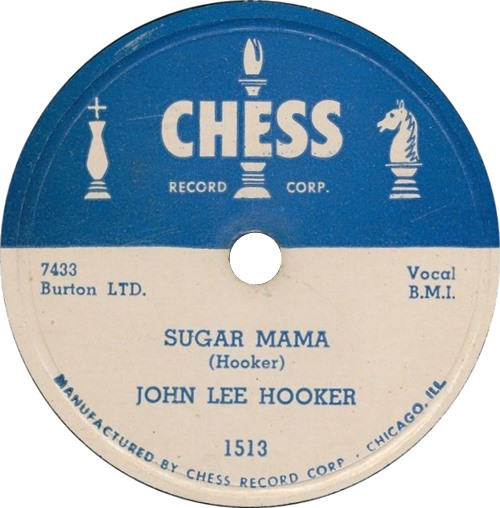 CHESS
RECORD CORP.
7433
Burton LTD.
Vocal
B.M.I.
SUGAR MAMA
(Hooker)
JOHN LEE HOOKER
1513
MANUFACTURED BY CHESS RECORD CORP. CHICAGO, ILL.